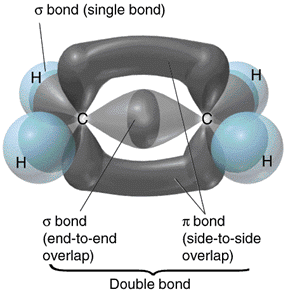 σ bond (single bond)
H
H
C
C
H
H
σ bond
(end-to-end
overlap)
π bond
(side-to-side
overlap)
Double bond